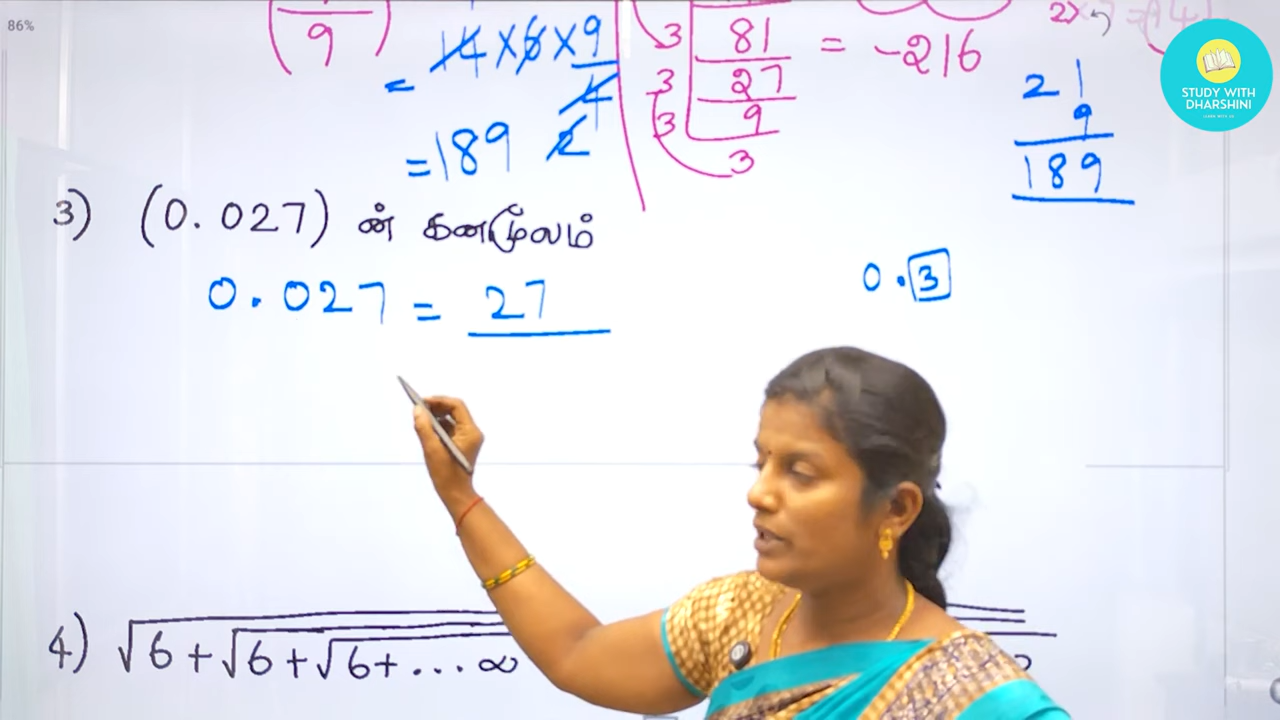 86%
9
= 14 × 6 × 9
4
= 189 2
3 81
3 27
3 9
3
= -216
2)
21
9
189
STUDY WITH
DHARSHINI
3) (0.027) ன் கனமூலம்
0.027 = 27
0.3
4) √6+√6+√6+...∞